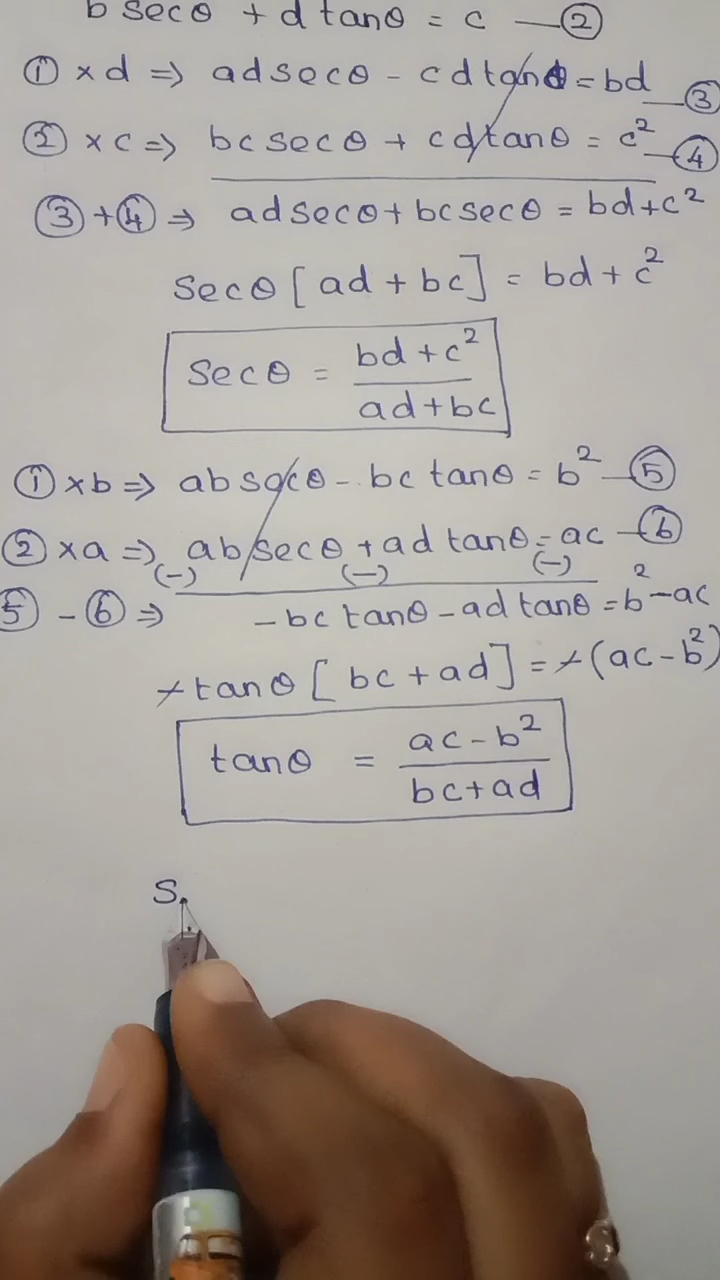 b secθ + d tanθ = c — ②
① × d ⇒ ad secθ - cd tanθ = bd — ③
② × c ⇒ bc secθ + cd tanθ = c² — ④
③ + ④ ⇒ ad secθ + bc secθ = bd + c²
secθ [ad + bc] = bd + c²
secθ = (bd + c²)/(ad + bc)
① × b ⇒ ab secθ - bc tanθ = b² — ⑤
② × a ⇒ ab secθ + ad tanθ = ac — ⑥
(-) (-) (-)
⑤ - ⑥ ⇒ -bc tanθ - ad tanθ = b² - ac
-tanθ [bc + ad] = -(ac - b²)
tanθ = (ac - b²)/(bc + ad)
S